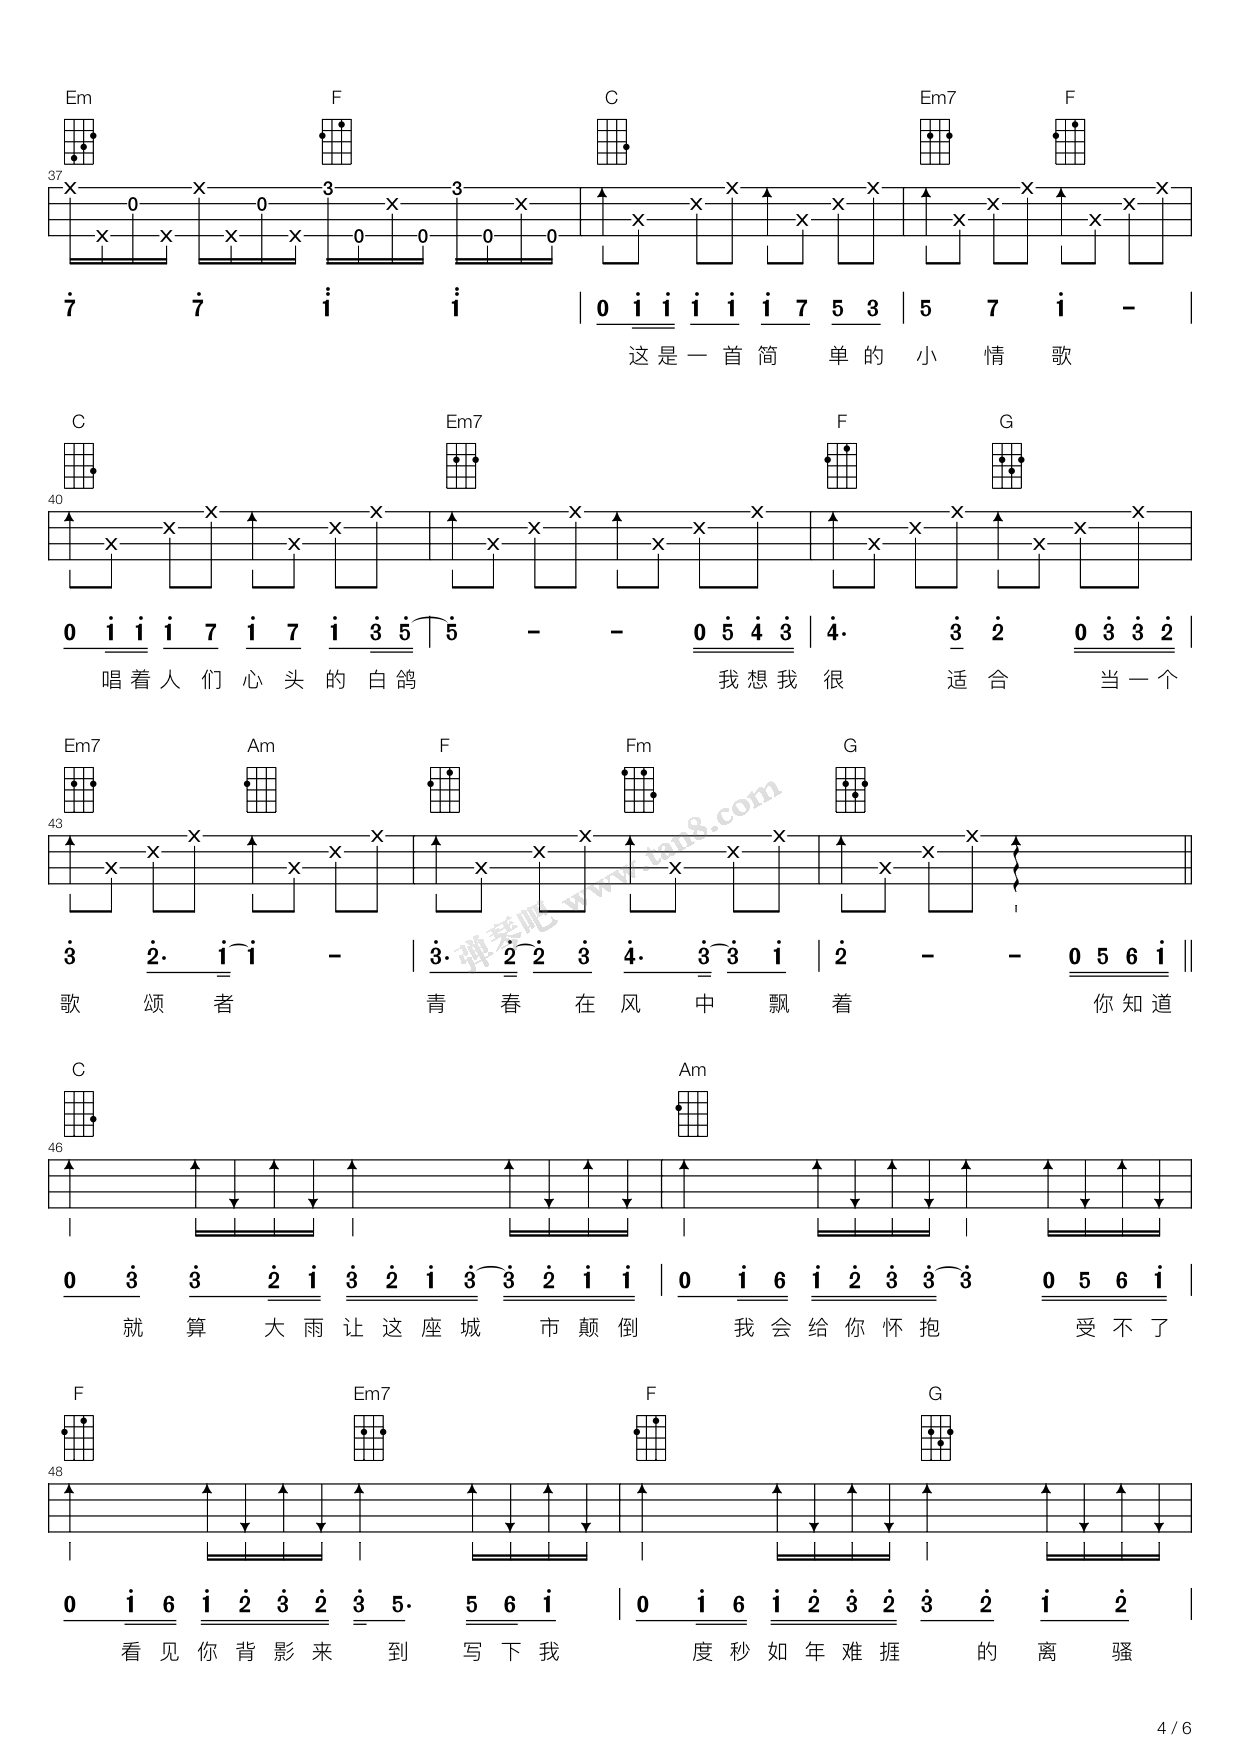 Em F C Em7 F
37
X X 0 X X X 0 X 3 0 X 0 3 0 X 0 X X X X X X X X X X X X
7 7 1 1 0 1 1 1 1 1 7 5 3 5 7 1 -
这是一首简 单的 小 情 歌
C Em7 F G
40
X X X X X X X X X X X X X X X X X X
0 1 1 1 7 1 7 1 3 5 5 - - 0 5 4 3 4. 3 2 0 3 3 2
唱着人们心头的白鸽 我想我 很 适合 当一个
Em7 Am F Fm G
43
X X X X X X X X X X X X X X X
3 2. 1 1 - 3. 2 2 3 4. 3 3 1 2 - - 0 5 6 1
歌 颂 者 青 春 在风 中 飘 着 你知道
C Am
46
0 3 3 2 1 3 2 1 3 3 2 1 1 0 1 6 1 2 3 3 3 0 5 6 1
就 算 大雨让这座城 市颠倒 我会给你怀抱 受不了
F Em7 F G
48
0 1 6 1 2 3 2 3 5. 5 6 1 0 1 6 1 2 3 2 3 2 1 2
看见你背影来 到 写下我 度秒如年难捱 的 离 骚
弹琴吧 www.tan8.com
4 / 6